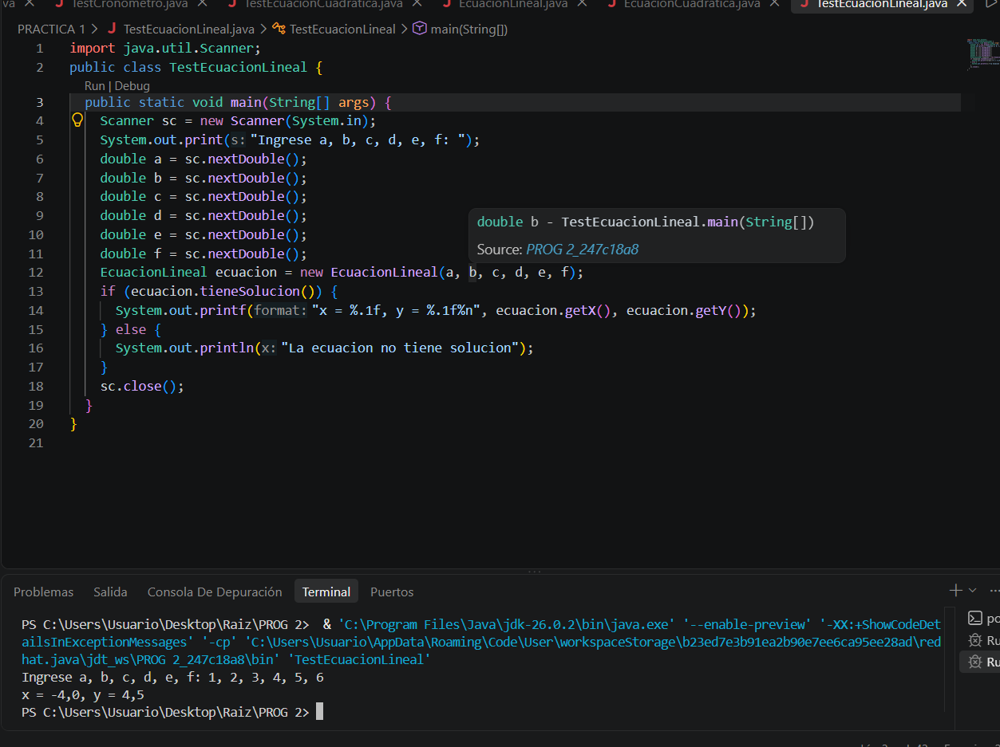 va × J TestCronometro.java × J TestEcuacionCuadratica.java × J EcuacionLineal.java × J EcuacionCuadratica.java × J TestEcuacionLineal.java ×
PRACTICA 1 > J TestEcuacionLineal.java > TestEcuacionLineal > main(String[])
1 import java.util.Scanner;
2 public class TestEcuacionLineal {
Run | Debug
3 public static void main(String[] args) {
4 Scanner sc = new Scanner(System.in);
5 System.out.print(s: "Ingrese a, b, c, d, e, f: ");
6 double a = sc.nextDouble();
7 double b = sc.nextDouble();
8 double c = sc.nextDouble();
9 double d = sc.nextDouble();
10 double e = sc.nextDouble();
11 double f = sc.nextDouble();
double b - TestEcuacionLineal.main(String[])
Source: PROG 2_247c18a8
12 EcuacionLineal ecuacion = new EcuacionLineal(a, b, c, d, e, f);
13 if (ecuacion.tieneSolucion()) {
14 System.out.printf(format: "x = %.1f, y = %.1f%n", ecuacion.getX(), ecuacion.getY());
15 } else {
16 System.out.println(x: "La ecuacion no tiene solucion");
17 }
18 sc.close();
19 }
20 }
21
Problemas Salida Consola De Depuración Terminal Puertos
PS C:\Users\Usuario\Desktop\Raiz\PROG 2> & 'C:\Program Files\Java\jdk-26.0.2\bin\java.exe' '--enable-preview' '-XX:+ShowCodeDet
ailsInExceptionMessages' '-cp' 'C:\Users\Usuario\AppData\Roaming\Code\User\workspaceStorage\b23ed7e3b91ea2b90e7ee6ca95ee28ad\red
hat.java\jdt_ws\PROG 2_247c18a8\bin' 'TestEcuacionLineal'
Ingrese a, b, c, d, e, f: 1, 2, 3, 4, 5, 6
x = -4,0, y = 4,5
PS C:\Users\Usuario\Desktop\Raiz\PROG 2>
po
Ru
Ru